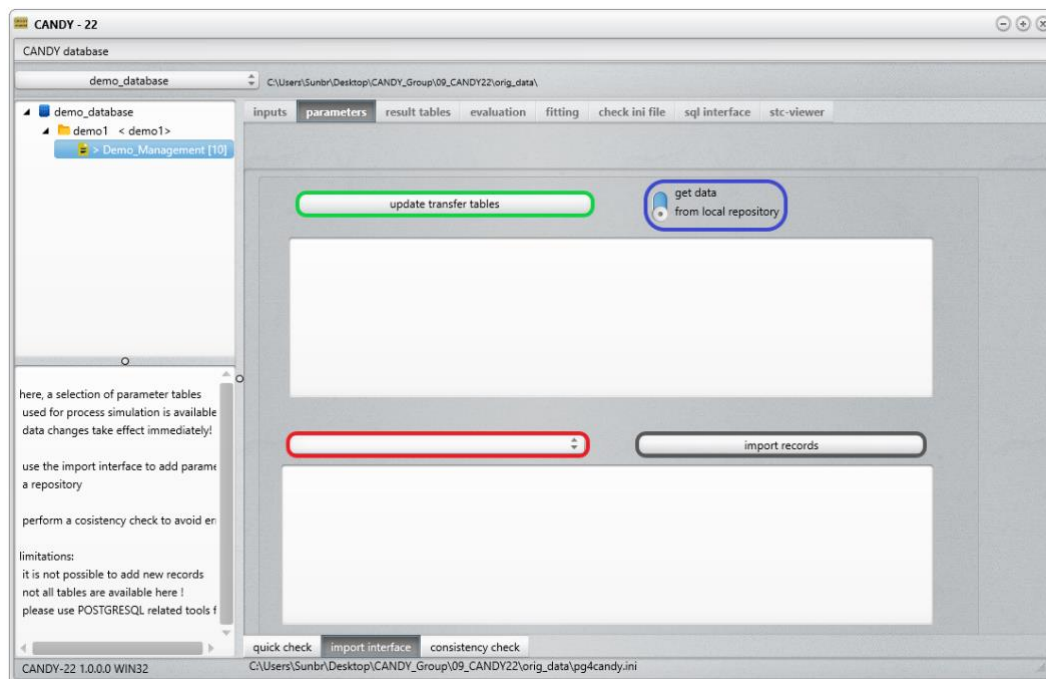 CANDY - 22
CANDY database
demo_database
C:\Users\Sunbr\Desktop\CANDY_Group\09_CANDY22\orig_data\
demo_database
demo1 < demo1>
> Demo_Management [10]
inputs parameters result tables evaluation fitting check ini file sql interface stc-viewer
update transfer tables
get data
from local repository
import records
here, a selection of parameter tables
used for process simulation is available
data changes take effect immediately!
use the import interface to add parame
a repository
perform a cosistency check to avoid er
limitations:
it is not possible to add new records
not all tables are available here !
please use POSTGRESQL related tools f
quick check import interface consistency check
CANDY-22 1.0.0.0 WIN32
C:\Users\Sunbr\Desktop\CANDY_Group\09_CANDY22\orig_data\pg4candy.ini